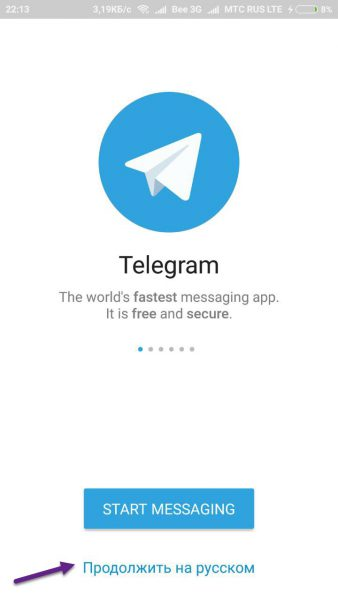 22:13 3,19КБ/с Bee 3G МТС RUS LTE 8%
Telegram
The world's fastest messaging app.
It is free and secure.
START MESSAGING
Продолжить на русском